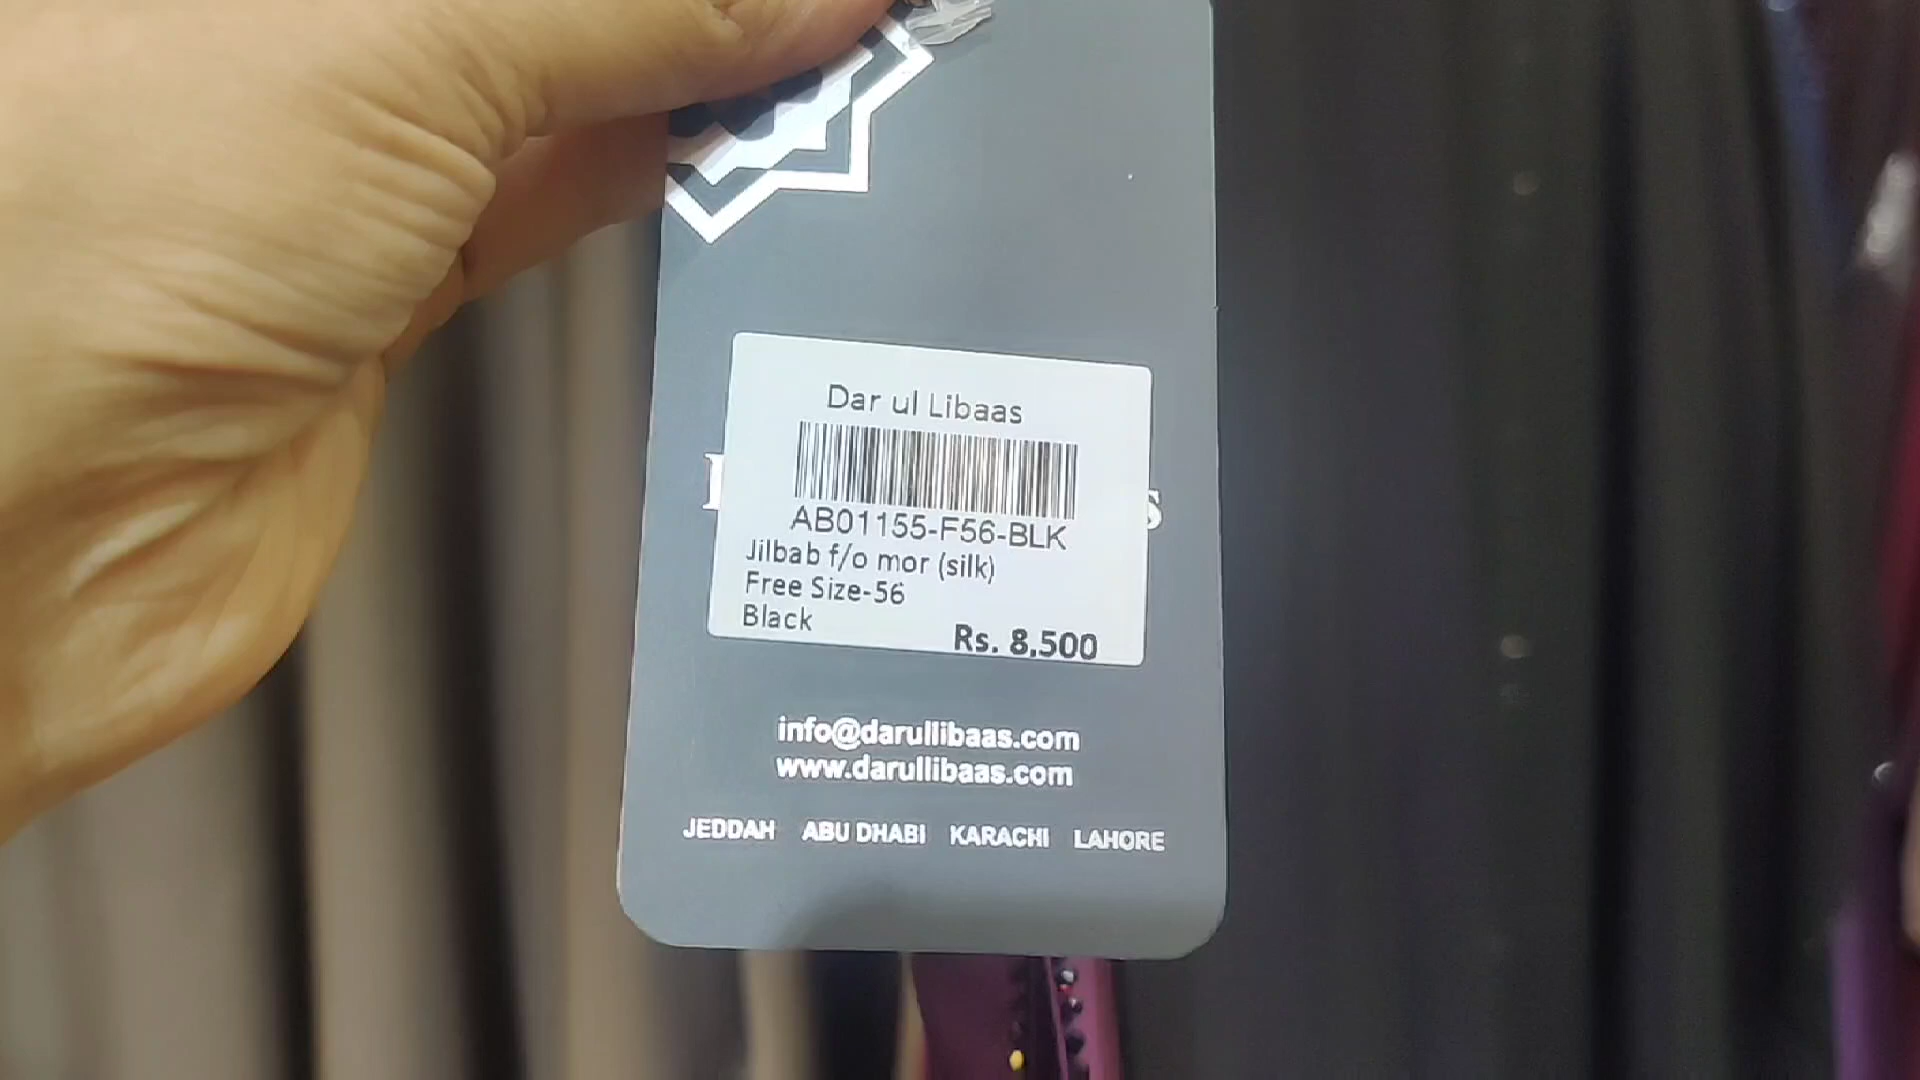 Dar ul Libaas
AB01155-F56-BLK
Jilbab f/o mor (silk)
Free Size-56
Black
Rs. 8,500
info@darullibaas.com
www.darullibaas.com
JEDDAH ABU DHABI KARACHI LAHORE